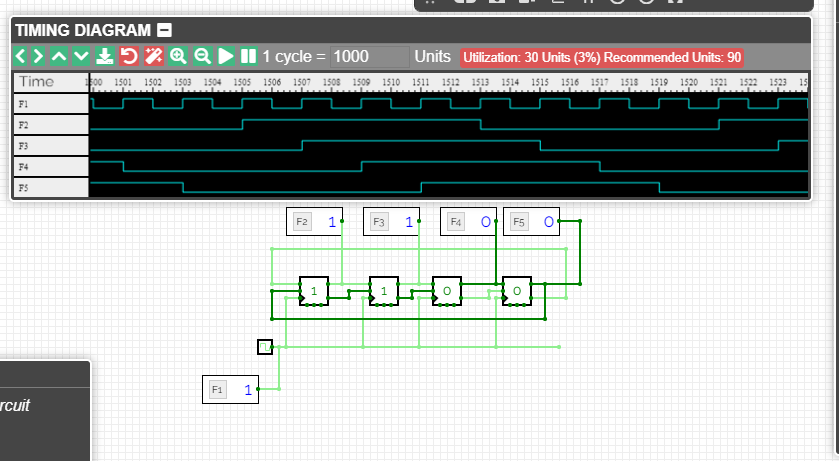 TIMING DIAGRAM
1 cycle = 1000 Units Utilization: 30 Units (3%) Recommended Units: 90
Time 1500 1501 1502 1503 1504 1505 1506 1507 1508 1509 1510 1511 1512 1513 1514 1515 1516 1517 1518 1519 1520 1521 1522 1523
F1
F2
F3
F4
F5
F2 1 F3 1 F4 0 F5 0
1 1 0 0
F1 1
rcuit